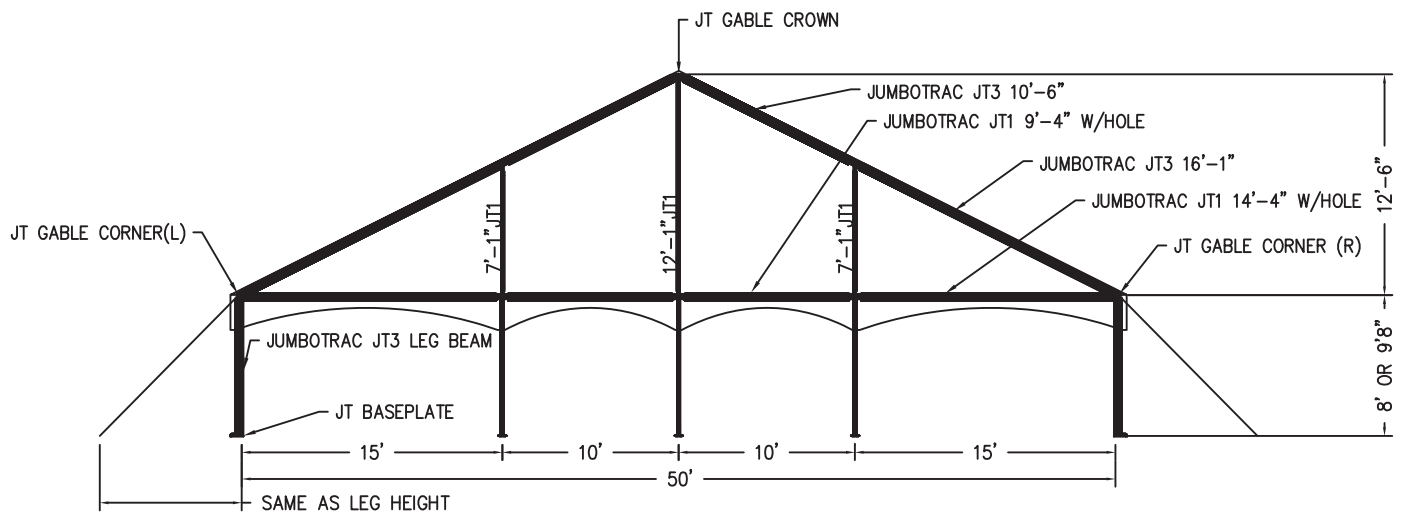 JT GABLE CROWN
JUMBOTRAC JT3 10'-6"
JUMBOTRAC JT1 9'-4" W/HOLE
JUMBOTRAC JT3 16'-1"
JUMBOTRAC JT1 14'-4" W/HOLE
12'-6"
7'-1"JT1
12'-1"JT1
7'-1"JT1
JT GABLE CORNER(L)
JT GABLE CORNER (R)
JUMBOTRAC JT3 LEG BEAM
8' OR 9'8"
JT BASEPLATE
15'
10'
10'
15'
50'
SAME AS LEG HEIGHT